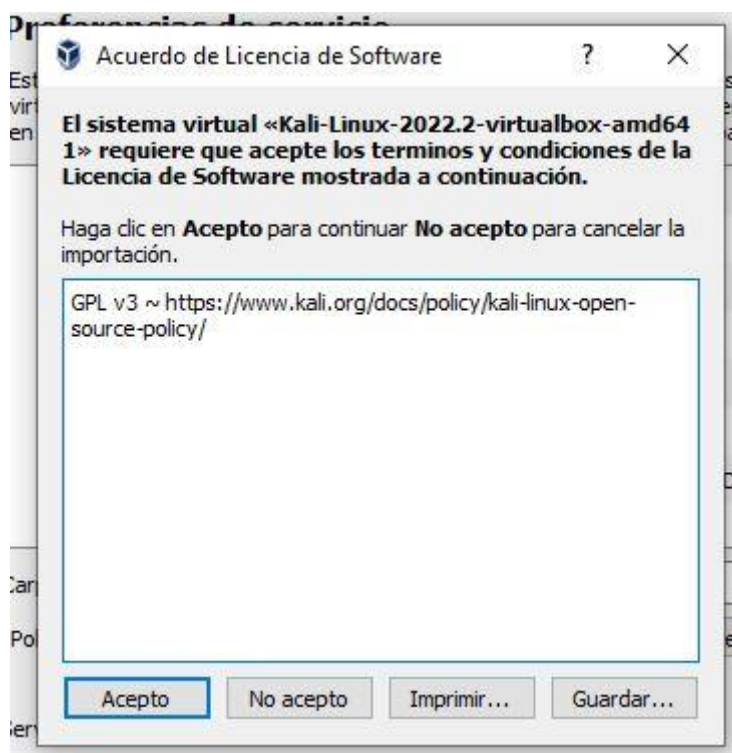 Acuerdo de Licencia de Software
?
El sistema virtual «Kali-Linux-2022.2-virtualbox-amd64
1» requiere que acepte los terminos y condiciones de la
Licencia de Software mostrada a continuación.
Haga clic en Acepto para continuar No acepto para cancelar la
importación.
GPL v3 ~ https://www.kali.org/docs/policy/kali-linux-open-
source-policy/
Acepto
No acepto
Imprimir...
Guardar...